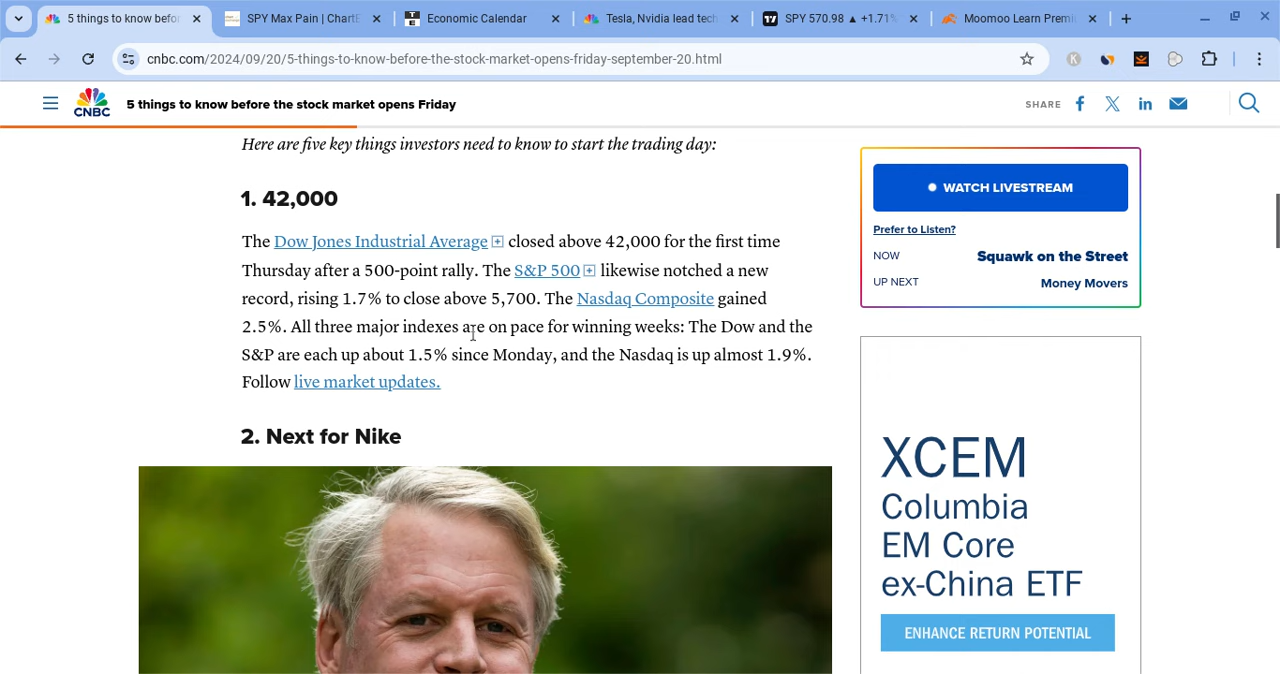 5 things to know befor
SPY Max Pain | ChartE
Economic Calendar
Tesla, Nvidia lead tech
SPY 570.98 ▲ +1.71%
Moomoo Learn Premi
cnbc.com/2024/09/20/5-things-to-know-before-the-stock-market-opens-friday-september-20.html
CNBC
5 things to know before the stock market opens Friday
SHARE
Here are five key things investors need to know to start the trading day:
1. 42,000
The Dow Jones Industrial Average closed above 42,000 for the first time
Thursday after a 500-point rally. The S&P 500 likewise notched a new
record, rising 1.7% to close above 5,700. The Nasdaq Composite gained
2.5%. All three major indexes are on pace for winning weeks: The Dow and the
S&P are each up about 1.5% since Monday, and the Nasdaq is up almost 1.9%.
Follow live market updates.
2. Next for Nike
WATCH LIVESTREAM
Prefer to Listen?
NOW Squawk on the Street
UP NEXT Money Movers
XCEM
Columbia
EM Core
ex-China ETF
ENHANCE RETURN POTENTIAL